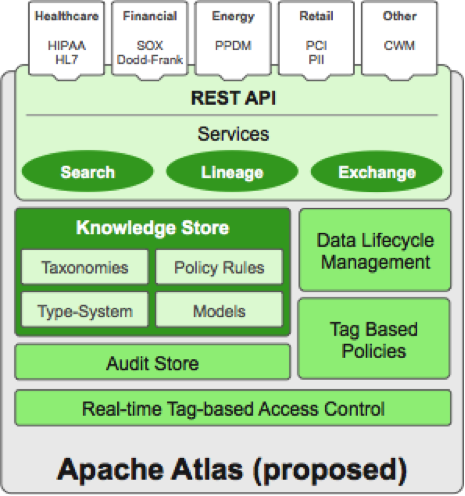 Healthcare
HIPAA
HL7
Financial
SOX
Dodd-Frank
Energy
PPDM
Retail
PCI
PII
Other
CWM
REST API
Services
Search
Lineage
Exchange
Knowledge Store
Taxonomies
Policy Rules
Type-System
Models
Data Lifecycle
Management
Tag Based
Policies
Audit Store
Real-time Tag-based Access Control
Apache Atlas (proposed)